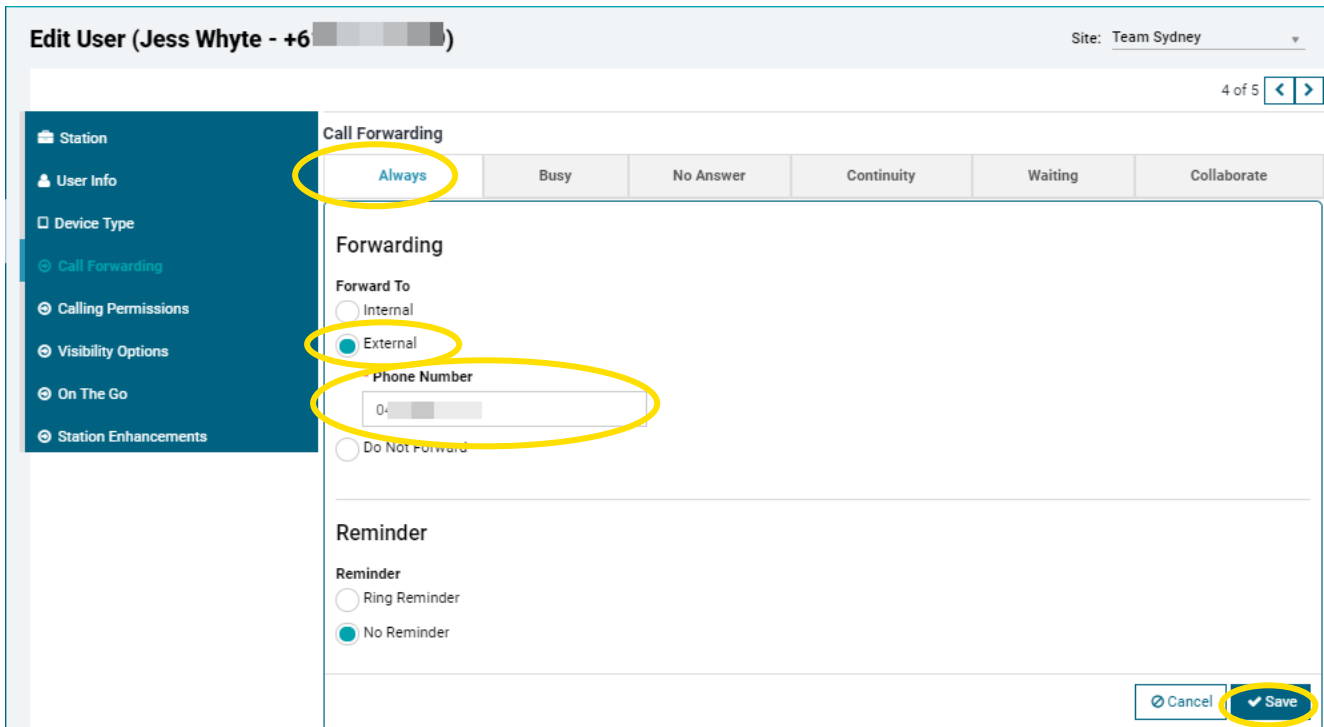 Edit User (Jess Whyte - +6 )
Site: Team Sydney
4 of 5
Station
User Info
Device Type
Call Forwarding
Calling Permissions
Visibility Options
On The Go
Station Enhancements
Call Forwarding
Always Busy No Answer Continuity Waiting Collaborate
Forwarding
Forward To
Internal
External
Phone Number
04
Do Not Forward
Reminder
Reminder
Ring Reminder
No Reminder
Cancel Save